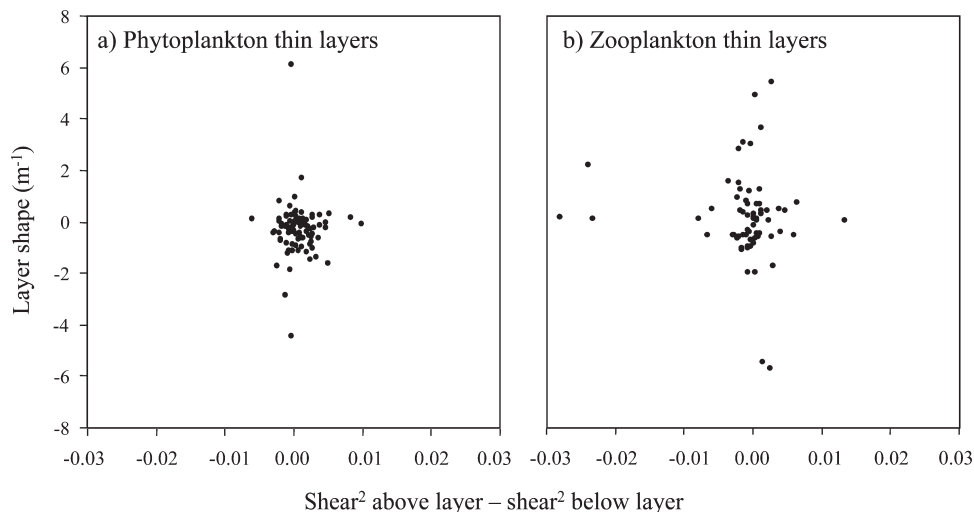 a) Phytoplankton thin layers
b) Zooplankton thin layers
Layer shape (m-1)
8
6
4
2
0
-2
-4
-6
-8
-0.03 -0.02 -0.01 0.00 0.01 0.02 0.03
-0.03 -0.02 -0.01 0.00 0.01 0.02 0.03
Shear2 above layer – shear2 below layer